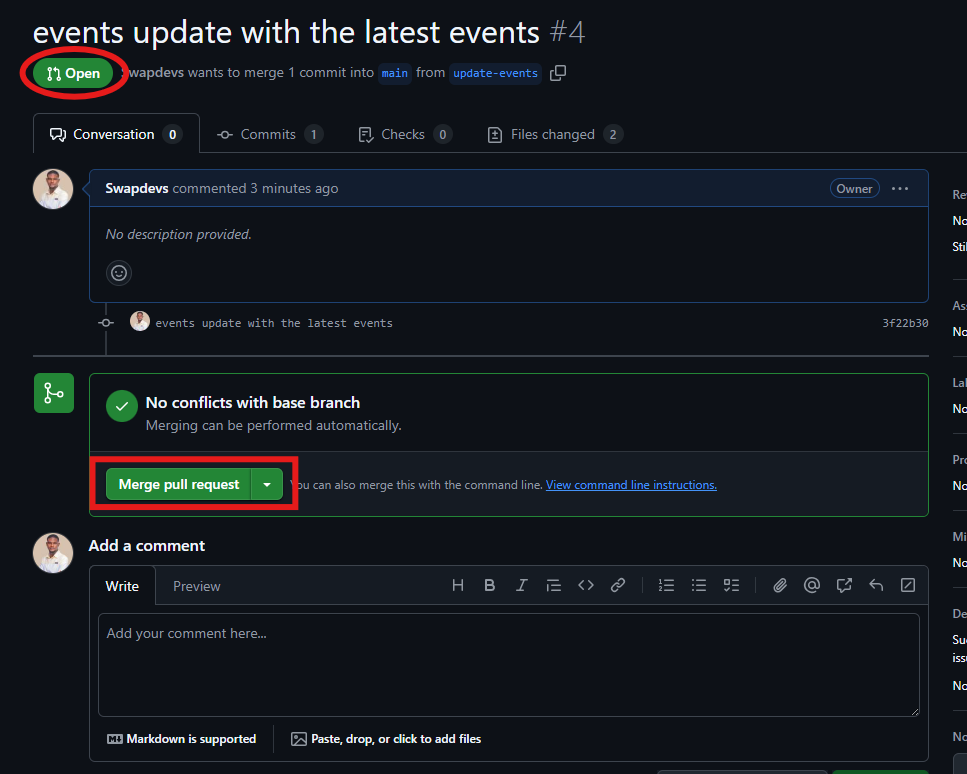 events update with the latest events #4
Open
Swapdevs wants to merge 1 commit into main from update-events
Conversation 0
Commits 1
Checks 0
Files changed 2
Swapdevs commented 3 minutes ago
Owner
No description provided.
events update with the latest events
3f22b30
No conflicts with base branch
Merging can be performed automatically.
Merge pull request
You can also merge this with the command line. View command line instructions.
Add a comment
Write
Preview
Add your comment here...
Markdown is supported
Paste, drop, or click to add files
Re
No
Sti
Ass
No
Lal
No
Pro
No
Mi
No
De
Su
iss
No
No